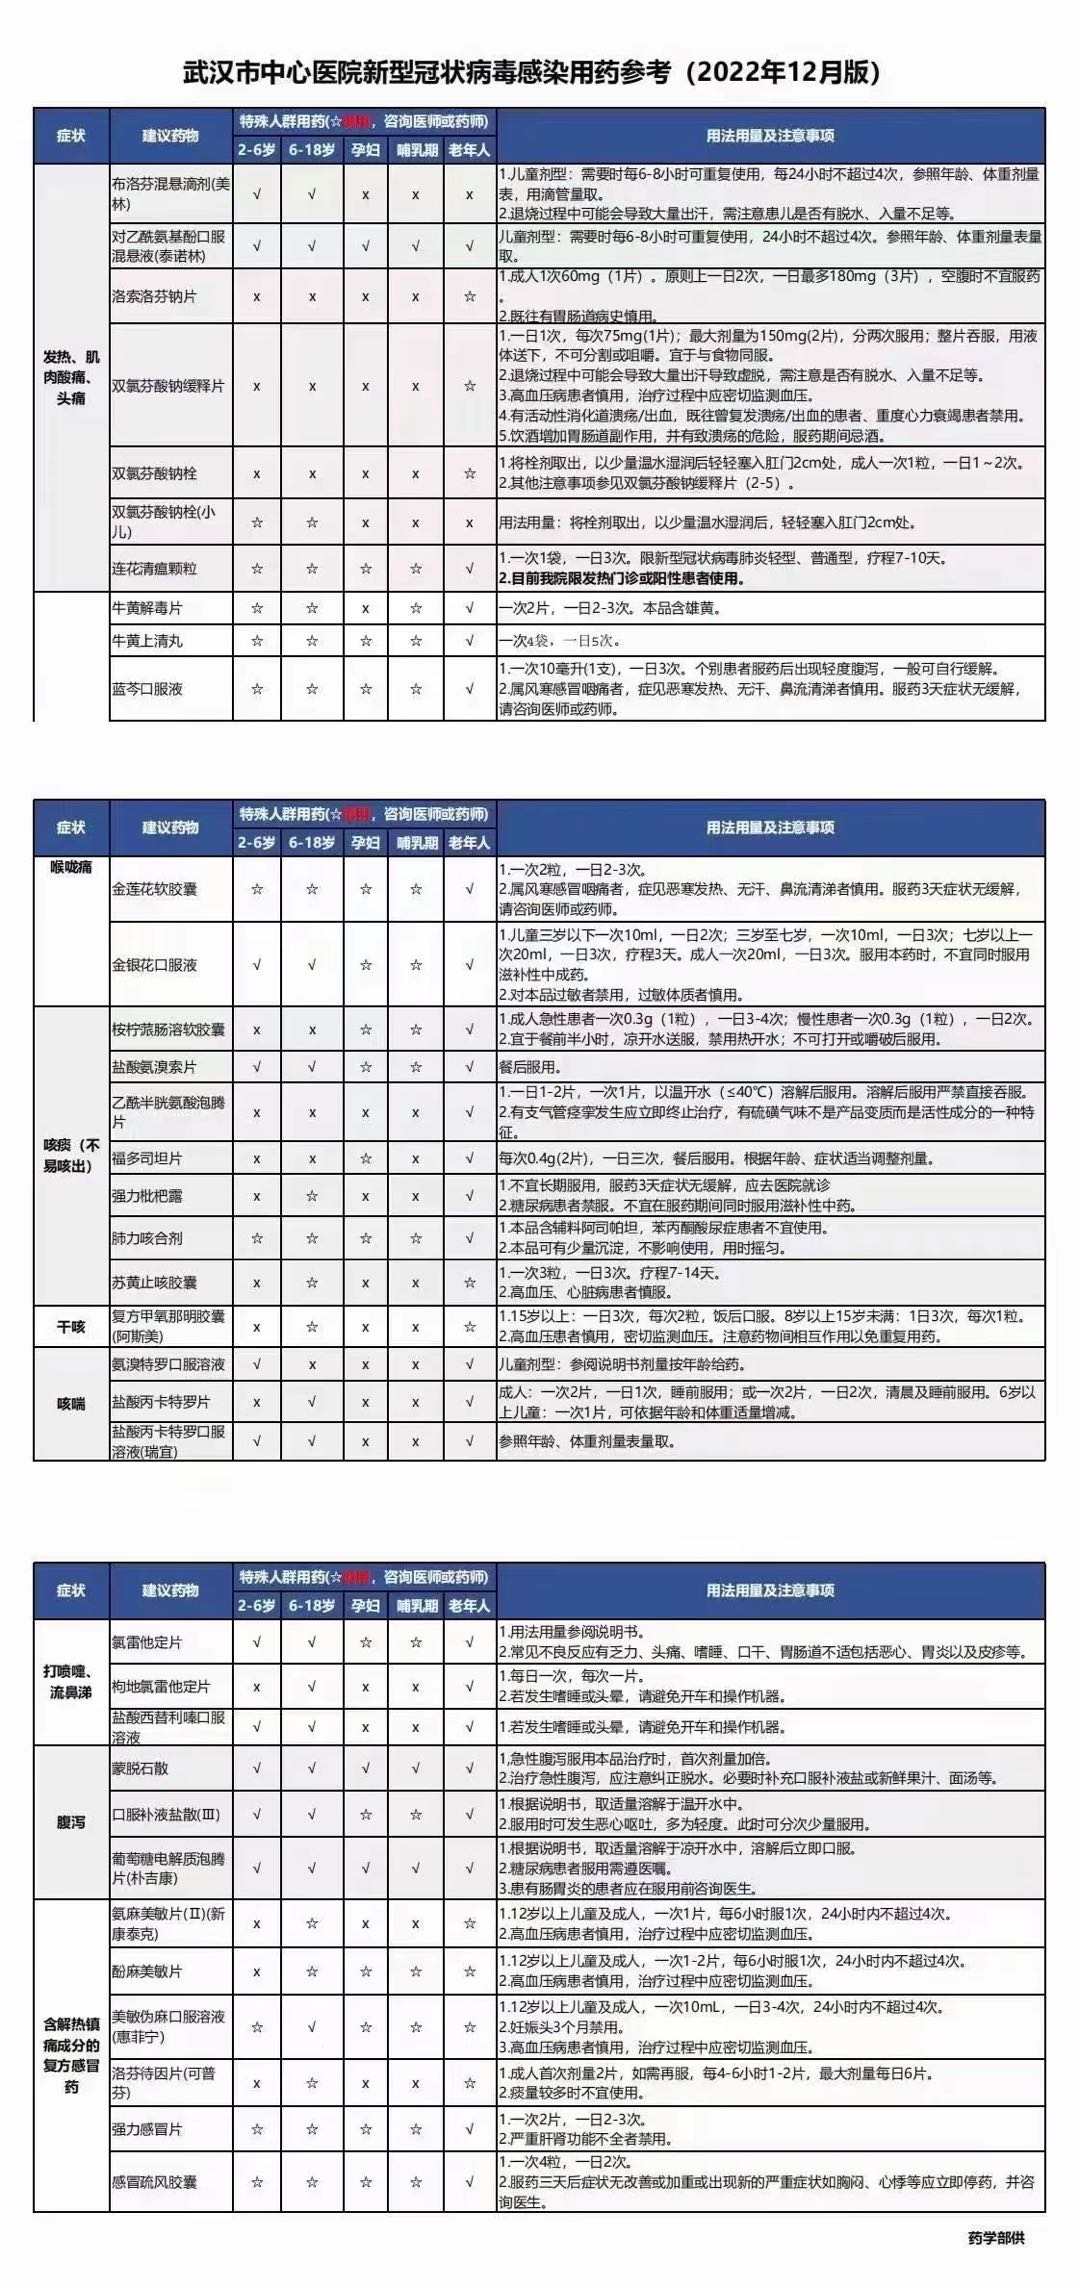 武汉市中心医院新型冠状病毒感染用药参考（2022年12月版）
症状 建议药物 特殊人群用药(☆慎用，咨询医师或药师) 用法用量及注意事项
2-6岁 6-18岁 孕妇 哺乳期 老年人
发热、肌
肉酸痛、
头痛
布洛芬混悬滴剂(美
林)
√ √ x x x
1.儿童剂型：需要时每6-8小时可重复使用，每24小时不超过4次，参照年龄、体重剂量
表，用滴管量取。
2.退烧过程中可能会导致大量出汗，需注意患儿是否有脱水、入量不足等。
对乙酰氨基酚口服
混悬液(泰诺林)
√ √ √ √ √
儿童剂型：需要时每6-8小时可重复使用，24小时不超过4次。参照年龄、体重剂量表量
取。
洛索洛芬钠片
x x x x ☆
1.成人1次60mg（1片）。原则上一日2次，一日最多180mg（3片），空腹时不宜服药
。
2.既往有胃肠道病史慎用。
双氯芬酸钠缓释片
x x x x ☆
1.一日1次，每次75mg(1片)；最大剂量为150mg(2片)，分两次服用；整片吞服，用液
体送下，不可分割或咀嚼。宜于与食物同服。
2.退烧过程中可能会导致大量出汗导致虚脱，需注意是否有脱水、入量不足等。
3.高血压病患者慎用，治疗过程中应密切监测血压。
4.有活动性消化道溃疡/出血，既往曾复发溃疡/出血的患者、重度心力衰竭患者禁用。
5.饮酒增加胃肠道副作用，并有致溃疡的危险，服药期间忌酒。
双氯芬酸钠栓
x x x x ☆
1.将栓剂取出，以少量温水湿润后轻轻塞入肛门2cm处，成人一次1粒，一日1～2次。
2.其他注意事项参见双氯芬酸钠缓释片（2-5）。
双氯芬酸钠栓(小
儿)
☆ ☆ x x x
用法用量：将栓剂取出，以少量温水湿润后，轻轻塞入肛门2cm处。
连花清瘟颗粒
☆ ☆ ☆ ☆ √
1.一次1袋，一日3次。限新型冠状病毒肺炎轻型、普通型，疗程7-10天。
2.目前我院限发热门诊或阳性患者使用。
牛黄解毒片
☆ ☆ x ☆ √
一次2片，一日2-3次。本品含雄黄。
牛黄上清丸
☆ ☆ ☆ ☆ √
一次4袋，一日5次。
蓝芩口服液
☆ ☆ ☆ ☆ √
1.一次10毫升(1支)，一日3次。个别患者服药后出现轻度腹泻，一般可自行缓解。
2.属风寒感冒咽痛者，症见恶寒发热、无汗、鼻流清涕者慎用。服药3天症状无缓解，
请咨询医师或药师。
症状 建议药物 特殊人群用药(☆慎用，咨询医师或药师) 用法用量及注意事项
2-6岁 6-18岁 孕妇 哺乳期 老年人
喉咙痛
金莲花软胶囊
☆ ☆ ☆ ☆ √
1.一次2粒，一日2-3次。
2.属风寒感冒咽痛者，症见恶寒发热、无汗、鼻流清涕者慎用。服药3天症状无缓解，
请咨询医师或药师。
金银花口服液
√ √ ☆ ☆ √
1.儿童三岁以下一次10ml，一日2次；三岁至七岁，一次10ml，一日3次；七岁以上一
次20ml，一日3次，疗程3天。成人一次20ml，一日3次。服用本药时，不宜同时服用
滋补性中成药。
2.对本品过敏者禁用，过敏体质者慎用。
咳痰（不
易咳出）
桉柠蒎肠溶软胶囊
x x ☆ ☆ √
1.成人急性患者一次0.3g（1粒），一日3-4次；慢性患者一次0.3g（1粒），一日2次。
2.宜于餐前半小时，凉开水送服，禁用热开水；不可打开或嚼破后服用。
盐酸氨溴索片
√ √ ☆ ☆ √
餐后服用。
乙酰半胱氨酸泡腾
片
x x x x √
1.一日1-2片，一次1片，以温开水（≤40℃）溶解后服用。溶解后服用严禁直接吞服。
2.有支气管痉挛发生应立即终止治疗，有硫磺气味不是产品变质而是活性成分的一种特
征。
福多司坦片
x x ☆ x √
每次0.4g(2片)，一日三次，餐后服用。根据年龄、症状适当调整剂量。
强力枇杷露
x ☆ x x √
1.不宜长期服用，服药3天症状无缓解，应去医院就诊
2.糖尿病患者禁服。不宜在服药期间同时服用滋补性中药。
肺力咳合剂
☆ ☆ ☆ ☆ √
1.本品含辅料阿司帕坦，苯丙酮酸尿症患者不宜使用。
2.本品可有少量沉淀，不影响使用，用时摇匀。
苏黄止咳胶囊
x ☆ x x ☆
1.一次3粒，一日3次。疗程7-14天。
2.高血压、心脏病患者慎服。
干咳
复方甲氧那明胶囊
(阿斯美)
x ☆ x x ☆
1.15岁以上：一日3次，每次2粒，饭后口服。8岁以上15岁未满：1日3次，每次1粒。
2.高血压患者慎用，密切监测血压。注意药物间相互作用以免重复用药。
咳喘
氨溴特罗口服溶液
√ x x x √
儿童剂型：参阅说明书剂量按年龄给药。
盐酸丙卡特罗片
x √ x x √
成人：一次2片，一日1次，睡前服用；或一次2片，一日2次，清晨及睡前服用。6岁以
上儿童：一次1片，可依据年龄和体重适量增减。
盐酸丙卡特罗口服
溶液(瑞宜)
√ √ x x √
参照年龄、体重剂量表量取。
症状 建议药物 特殊人群用药(☆慎用，咨询医师或药师) 用法用量及注意事项
2-6岁 6-18岁 孕妇 哺乳期 老年人
打喷嚏、
流鼻涕
氯雷他定片
√ √ ☆ ☆ √
1.用法用量参阅说明书。
2.常见不良反应有乏力、头痛、嗜睡、口干、胃肠道不适包括恶心、胃炎以及皮疹等。
枸地氯雷他定片
x √ x x √
1.每日一次，每次一片。
2.若发生嗜睡或头晕，请避免开车和操作机器。
盐酸西替利嗪口服
溶液
√ √ x x √
1.若发生嗜睡或头晕，请避免开车和操作机器。
腹泻
蒙脱石散
√ √ √ √ √
1,急性腹泻服用本品治疗时，首次剂量加倍。
2.治疗急性腹泻，应注意纠正脱水。必要时补充口服补液盐或新鲜果汁、面汤等。
口服补液盐散(Ⅲ)
√ √ ☆ ☆ √
1.根据说明书，取适量溶解于温开水中。
2.服用时可发生恶心呕吐，多为轻度。此时可分次少量服用。
葡萄糖电解质泡腾
片(朴吉康)
√ √ √ √ √
1.根据说明书，取适量溶解于凉开水中，溶解后立即口服。
2.糖尿病患者服用需遵医嘱。
3.患有肠胃炎的患者应在服用前咨询医生。
含解热镇
痛成分的
复方感冒
药
氨麻美敏片(Ⅱ)(新
康泰克)
x ☆ x x ☆
1.12岁以上儿童及成人，一次1片，每6小时服1次，24小时内不超过4次。
2.高血压病患者慎用，治疗过程中应密切监测血压。
酚麻美敏片
x ☆ ☆ ☆ ☆
1.12岁以上儿童及成人，一次1-2片，每6小时服1次，24小时内不超过4次。
2.高血压病患者慎用，治疗过程中应密切监测血压。
美敏伪麻口服溶液
(惠菲宁)
☆ √ ☆ ☆ ☆
1.12岁以上儿童及成人，一次10mL，一日3-4次，24小时内不超过4次。
2.妊娠头3个月禁用。
3.高血压病患者慎用，治疗过程中应密切监测血压。
洛芬待因片(可普
芬)
x ☆ x x ☆
1.成人首次剂量2片，如需再服，每4-6小时1-2片，最大剂量每日6片。
2.痰量较多时不宜使用。
强力感冒片
☆ ☆ ☆ ☆ √
1.一次2片，一日2-3次。
2.严重肝肾功能不全者禁用。
感冒疏风胶囊
☆ ☆ ☆ ☆ √
1.一次4粒，一日2次。
2.服药三天后症状无改善或加重或出现新的严重症状如胸闷、心悸等应立即停药，并咨
询医生。
药学部供